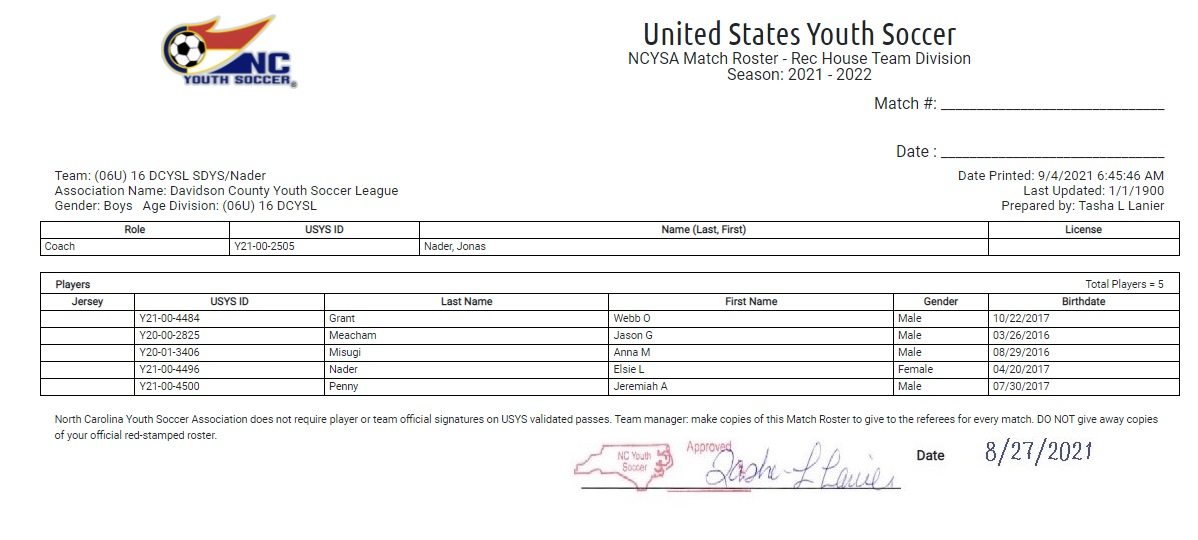 NC
YOUTH SOCCER
United States Youth Soccer
NCYSA Match Roster - Rec House Team Division
Season: 2021 - 2022
Match #: ______________________________
Date : ______________________________
Team: (06U) 16 DCYSL SDYS/Nader
Date Printed: 9/4/2021 6:45:46 AM
Association Name: Davidson County Youth Soccer League
Last Updated: 1/1/1900
Gender: Boys Age Division: (06U) 16 DCYSL
Prepared by: Tasha L Lanier
Role USYS ID Name (Last, First) License
Coach Y21-00-2505 Nader, Jonas
Players Total Players = 5
Jersey USYS ID Last Name First Name Gender Birthdate
Y21-00-4484 Grant Webb O Male 10/22/2017
Y20-00-2825 Meacham Jason G Male 03/26/2016
Y20-01-3406 Misugi Anna M Male 08/29/2016
Y21-00-4496 Nader Elsie L Female 04/20/2017
Y21-00-4500 Penny Jeremiah A Male 07/30/2017
North Carolina Youth Soccer Association does not require player or team official signatures on USYS validated passes. Team manager: make copies of this Match Roster to give to the referees for every match. DO NOT give away copies
of your official red-stamped roster.
NC Youth
Soccer
Approved
Tasha L Lanier
Date 8/27/2021